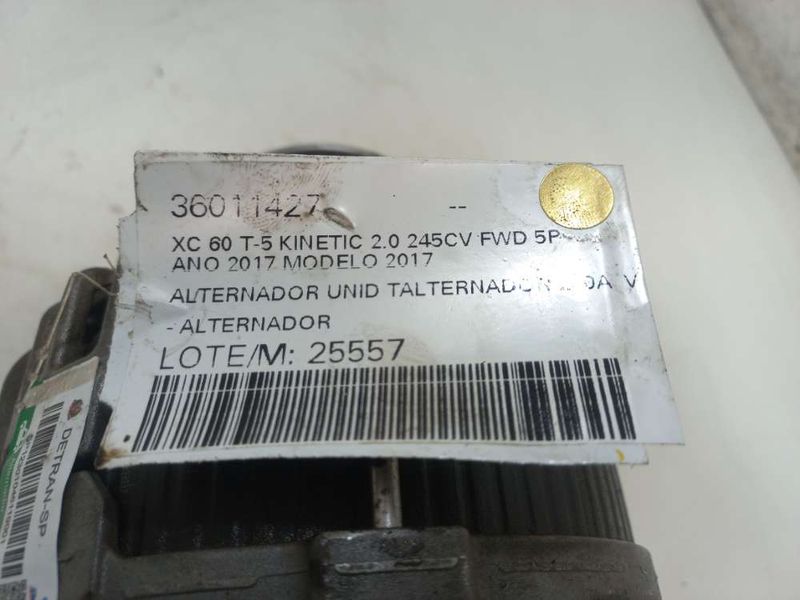 36011427 --
XC 60 T-5 KINETIC 2.0 245CV FWD 5P
ANO 2017 MODELO 2017
ALTERNADOR UNID V
- ALTERNADOR
LOTE/M: 25557
DETRAN-SP